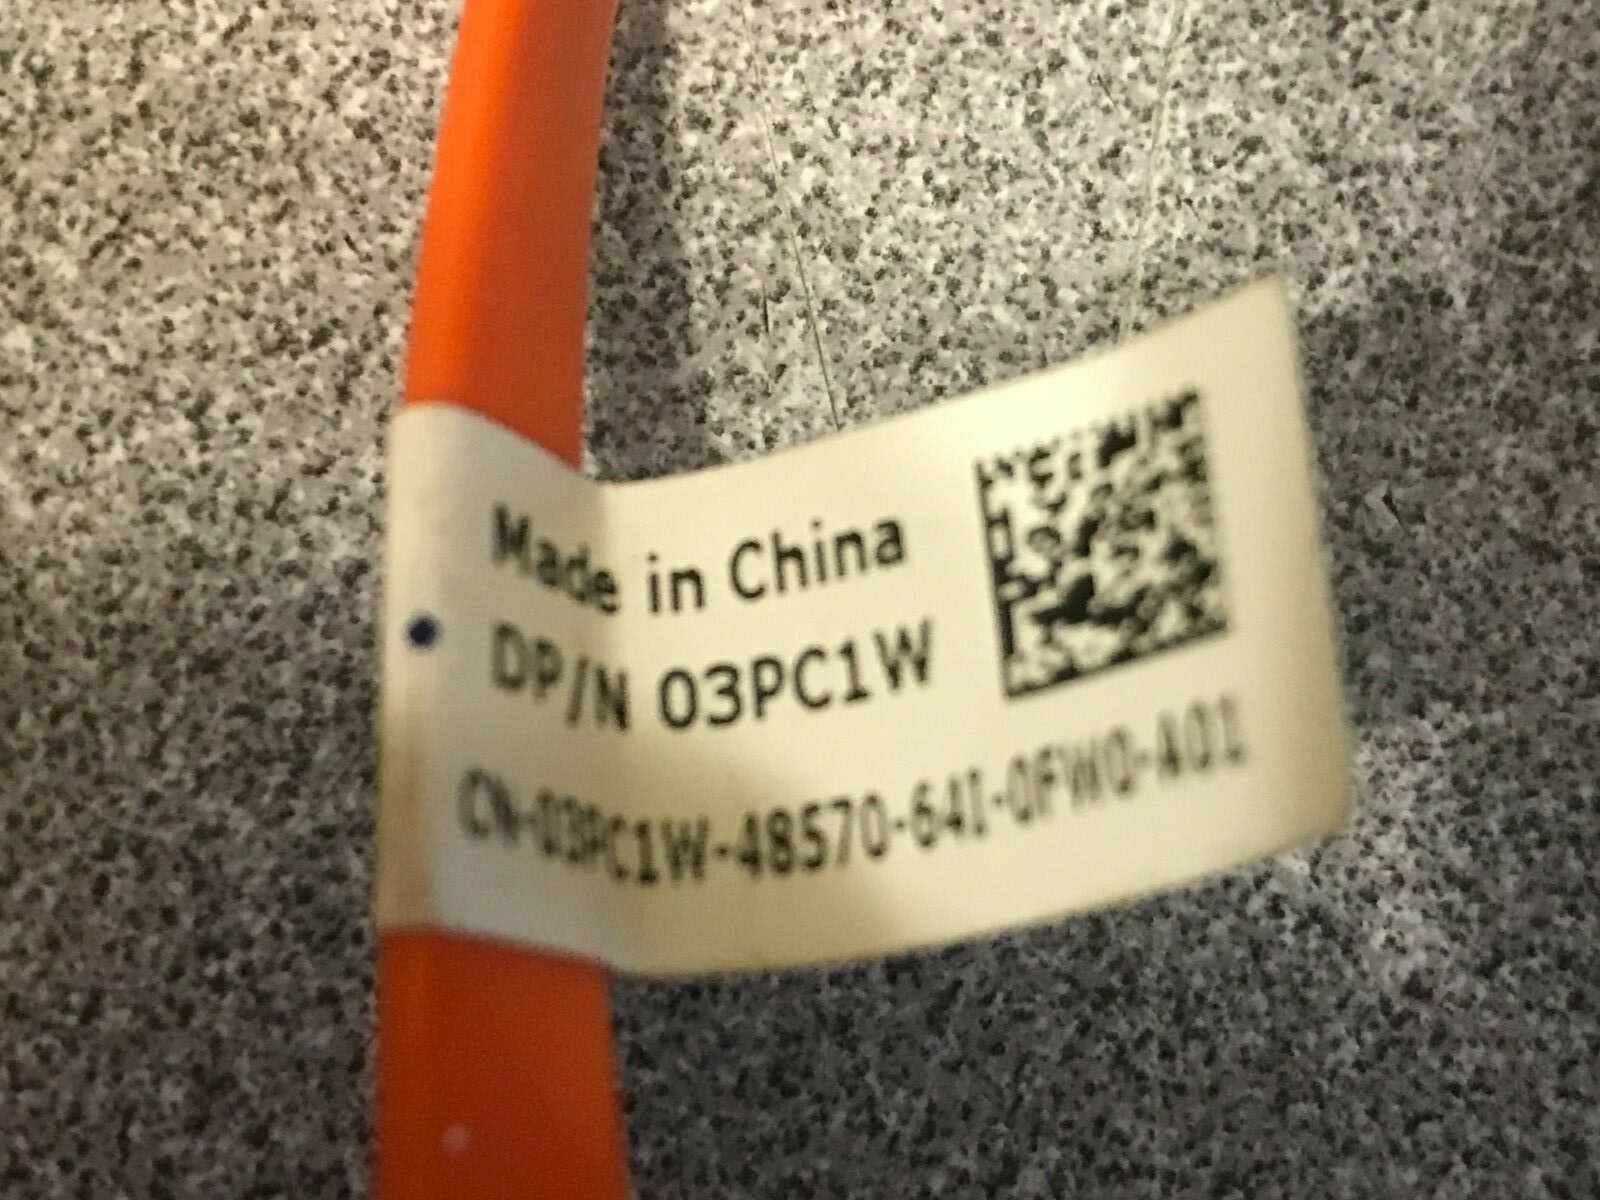 Made in China
DP/N 03PC1W
CN-03PC1W-48570-64I-0FW0-A01